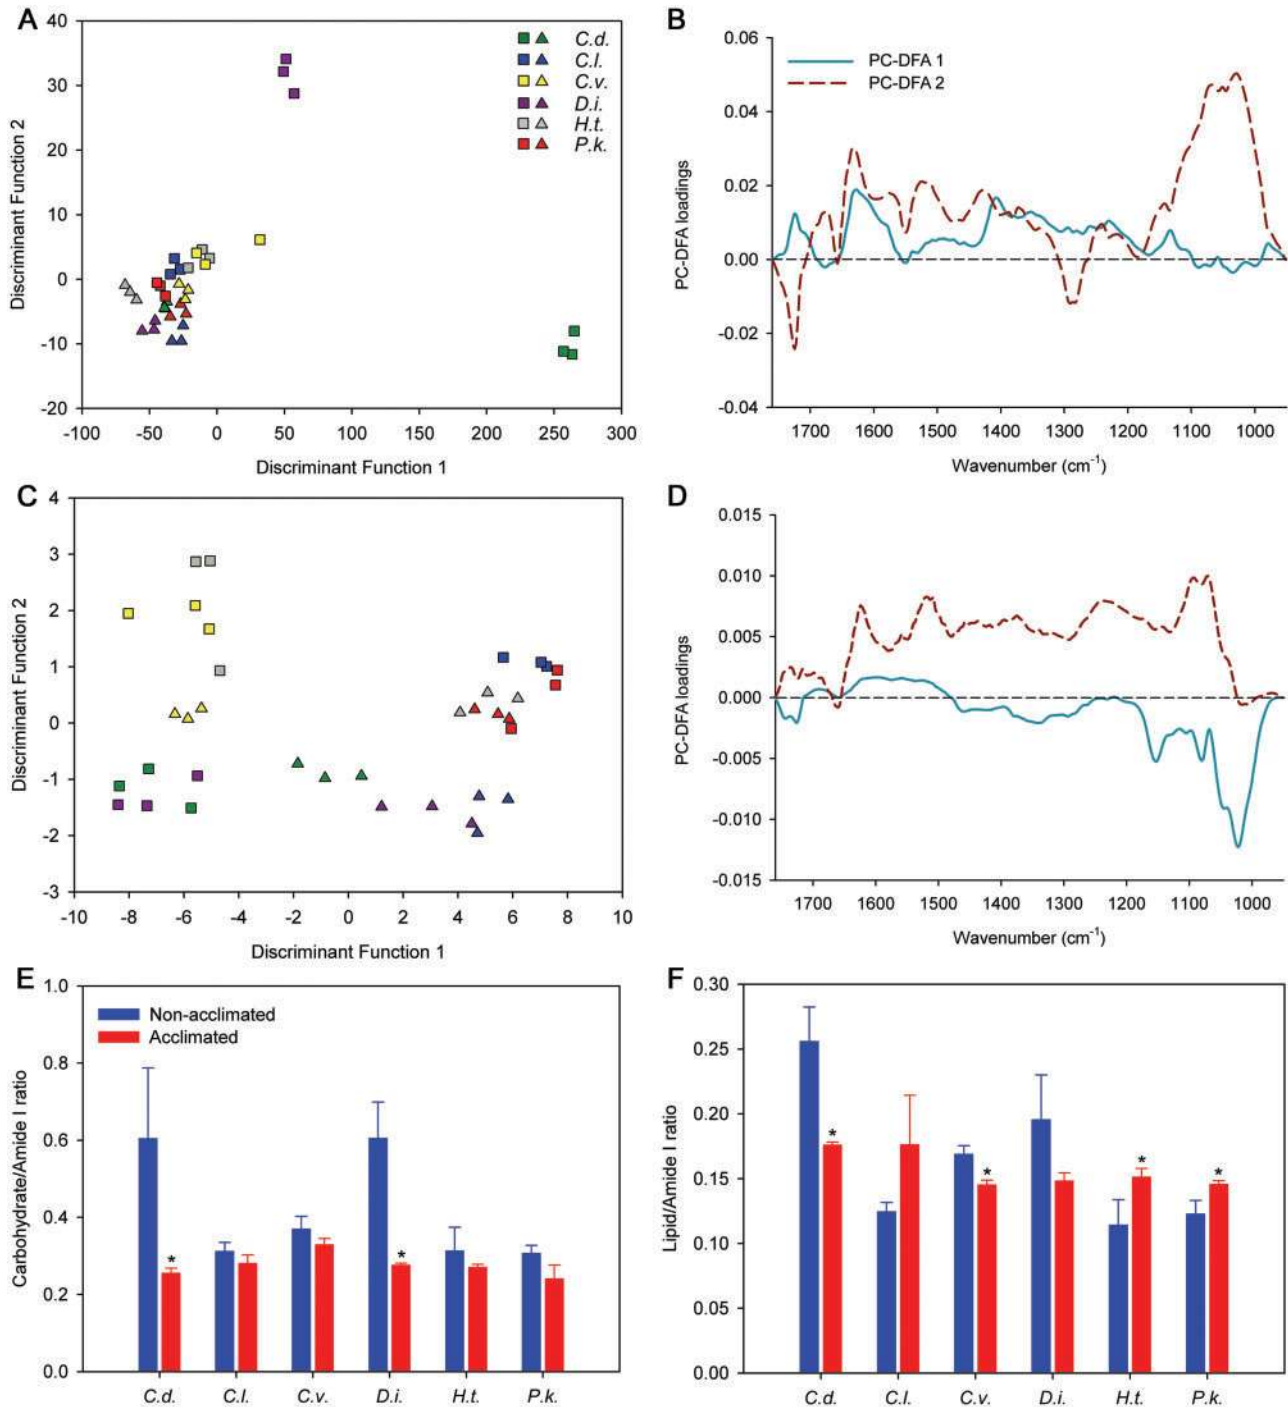 A
40
30
20
10
0
-10
-20
-100
-50
0
50
100
150
200
250
300
Discriminant Function 2
Discriminant Function 1
C.d.
C.l.
C.v.
D.i.
H.t.
P.k.
B
0.06
0.04
0.02
0.00
-0.02
-0.04
1700
1600
1500
1400
1300
1200
1100
1000
PC-DFA loadings
Wavenumber (cm⁻¹)
PC-DFA 1
PC-DFA 2
C
4
3
2
1
0
-1
-2
-3
-10
-8
-6
-4
-2
0
2
4
6
8
10
Discriminant Function 2
Discriminant Function 1
D
0.015
0.010
0.005
0.000
-0.005
-0.010
-0.015
1700
1600
1500
1400
1300
1200
1100
1000
PC-DFA loadings
Wavenumber (cm⁻¹)
E
1.0
0.8
0.6
0.4
0.2
0.0
Carbohydrate/Amide I ratio
Non-acclimated
Acclimated
*
*
C.d.
C.l.
C.v.
D.i.
H.t.
P.k.
F
0.30
0.25
0.20
0.15
0.10
0.05
0.00
Lipid/Amide I ratio
*
*
*
*
C.d.
C.l.
C.v.
D.i.
H.t.
P.k.